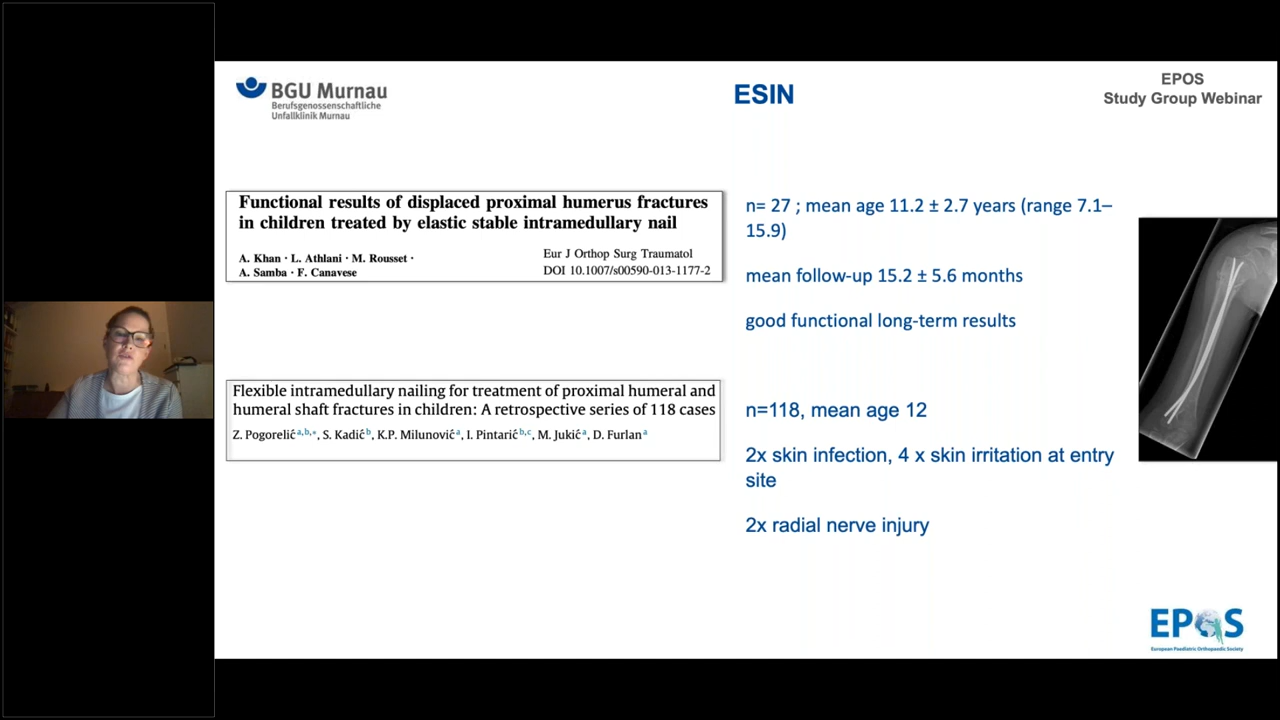 BGU Murnau
Berufsgenossenschaftliche
Unfallklinik Murnau
ESIN
EPOS
Study Group Webinar
Functional results of displaced proximal humerus fractures
in children treated by elastic stable intramedullary nail
A. Khan · L. Athlani · M. Rousset ·
A. Samba · F. Canavese
Eur J Orthop Surg Traumatol
DOI 10.1007/s00590-013-1177-2
n= 27 ; mean age 11.2 ± 2.7 years (range 7.1–
15.9)
mean follow-up 15.2 ± 5.6 months
good functional long-term results
Flexible intramedullary nailing for treatment of proximal humeral and
humeral shaft fractures in children: A retrospective series of 118 cases
Z. Pogorelić a,b,*, S. Kadić b, K.P. Milunović a, I. Pintarić b,c, M. Jukić a, D. Furlan a
n=118, mean age 12
2x skin infection, 4 x skin irritation at entry
site
2x radial nerve injury
EPOS
European Paediatric Orthopaedic Society